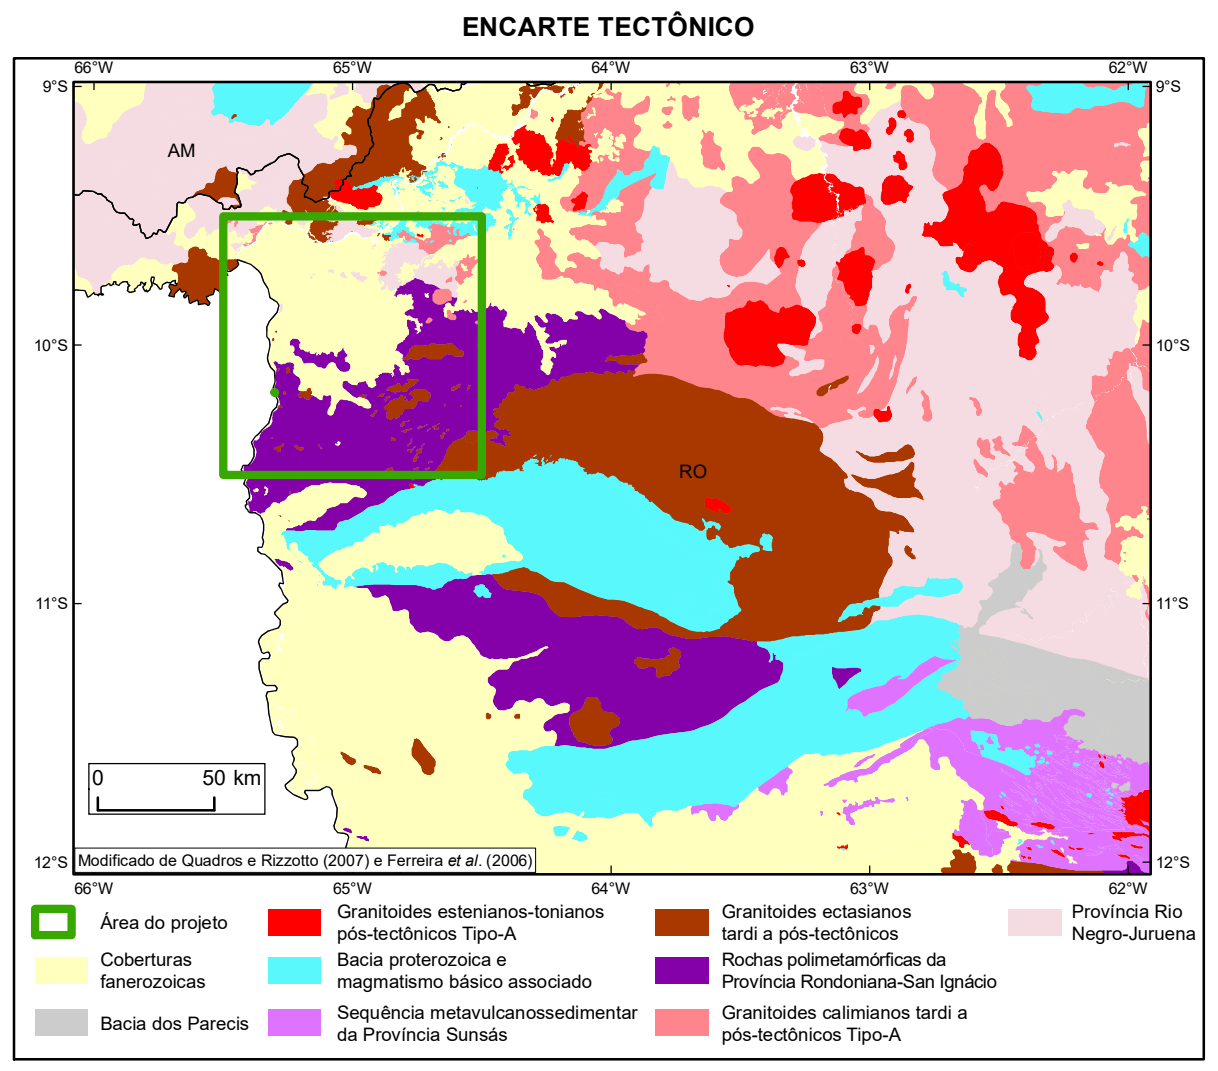 ENCARTE TECTÔNICO
66°W 65°W 64°W 63°W 62°W
9°S 9°S
AM
10°S 10°S
RO
11°S 11°S
0 50 km
12°S 12°S
Modificado de Quadros e Rizzotto (2007) e Ferreira et al. (2006)
66°W 65°W 64°W 63°W 62°W
Área do projeto
Granitoides estenianos-tonianos
pós-tectônicos Tipo-A
Granitoides ectasianos
tardi a pós-tectônicos
Província Rio
Negro-Juruena
Coberturas
fanerozoicas
Bacia proterozoica e
magmatismo básico associado
Rochas polimetamórficas da
Província Rondoniana-San Ignácio
Bacia dos Parecis
Sequência metavulcanossedimentar
da Província Sunsás
Granitoides calimianos tardi a
pós-tectônicos Tipo-A